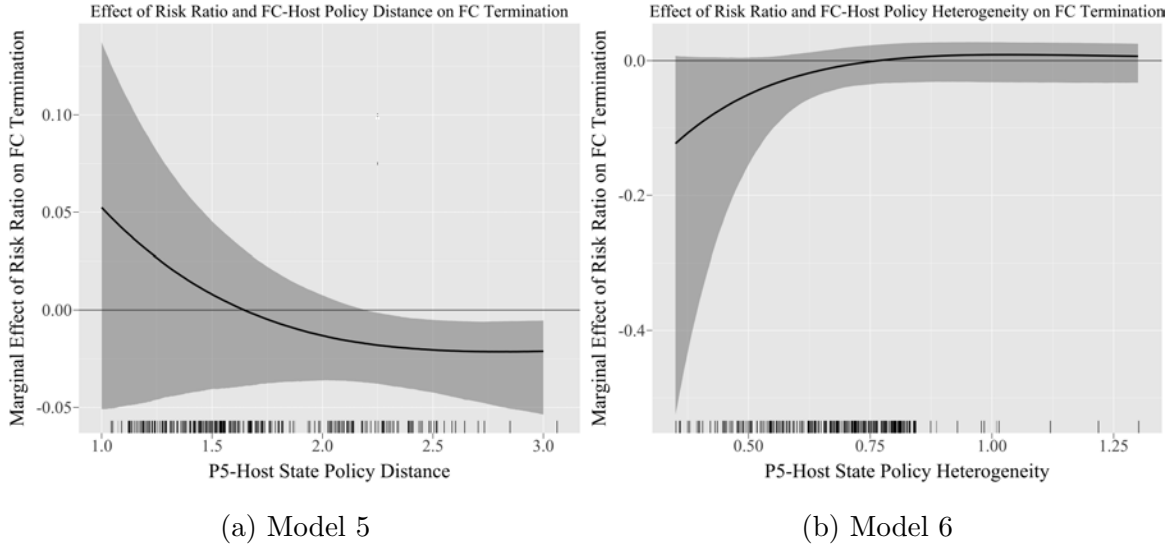 Effect of Risk Ratio and FC-Host Policy Distance on FC Termination
Marginal Effect of Risk Ratio on FC Termination
0.10
0.05
0.00
-0.05
1.0 1.5 2.0 2.5 3.0
P5-Host State Policy Distance
(a) Model 5
Effect of Risk Ratio and FC-Host Policy Heterogeneity on FC Termination
Marginal Effect of Risk Ratio on FC Termination
0.0
-0.2
-0.4
0.50 0.75 1.00 1.25
P5-Host State Policy Heterogeneity
(b) Model 6